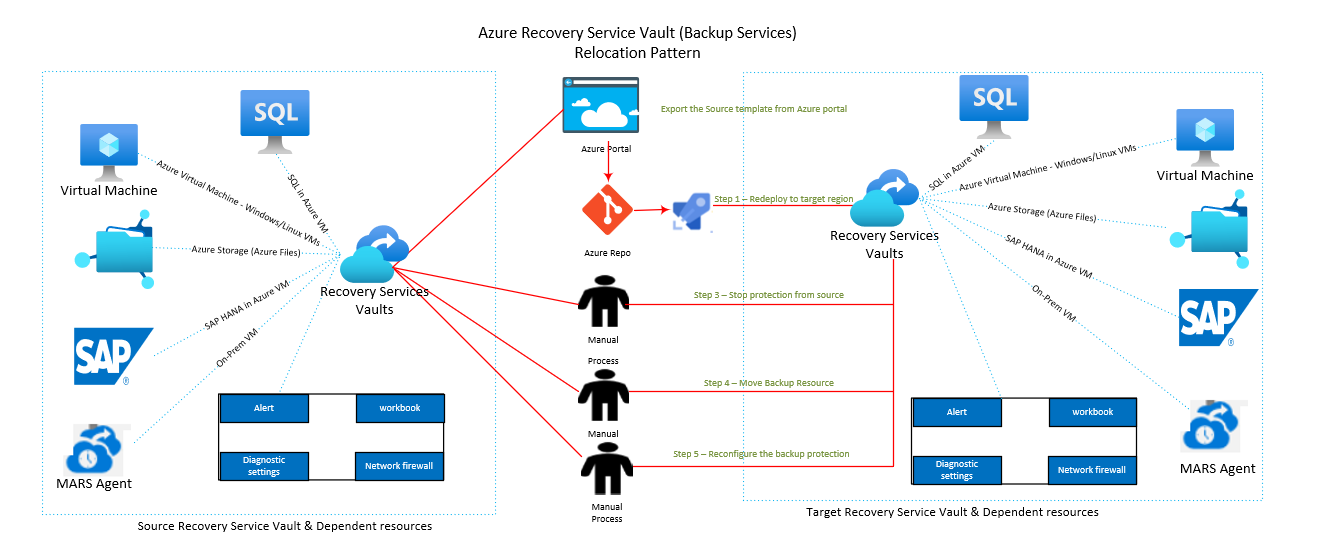 Azure Recovery Service Vault (Backup Services)
Relocation Pattern
SQL
Virtual Machine
Azure Virtual Machine - Windows/Linux VMs
SQL in Azure VM
Azure Storage (Azure Files)
SAP HANA in Azure VM
On-Prem VM
SAP®
MARS Agent
Recovery Services
Vaults
Alert
workbook
Diagnostic
settings
Network firewall
Source Recovery Service Vault & Dependent resources
Azure Portal
Export the Source template from Azure portal
Azure Repo
Step 1 – Redeploy to target region
Step 3 – Stop protection from source
Manual
Process
Step 4 – Move Backup Resource
Manual
Step 5 – Reconfigure the backup protection
Manual
Process
SQL
Virtual Machine
SQL in Azure VM
Azure Virtual Machine - Windows/Linux VMs
Azure Storage (Azure Files)
SAP HANA in Azure VM
On-Prem VM
Recovery Services
Vaults
SAP®
MARS Agent
Alert
workbook
Diagnostic
settings
Network firewall
Target Recovery Service Vault & Dependent resources